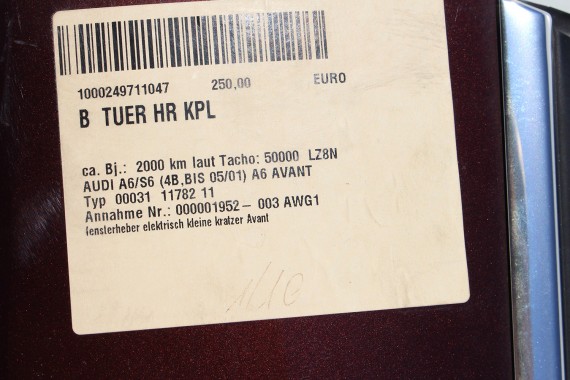 1000249711047 250,00 EURO
B TUER HR KPL
ca. Bj.: 2000 km laut Tacho: 50000 LZ8N
AUDI A6/S6 (4B,BIS 05/01) A6 AVANT
Typ 00031 11782 11
Annahme Nr.: 000001952 - 003 AWG1
fensterheber elektrisch kleine kratzer Avant